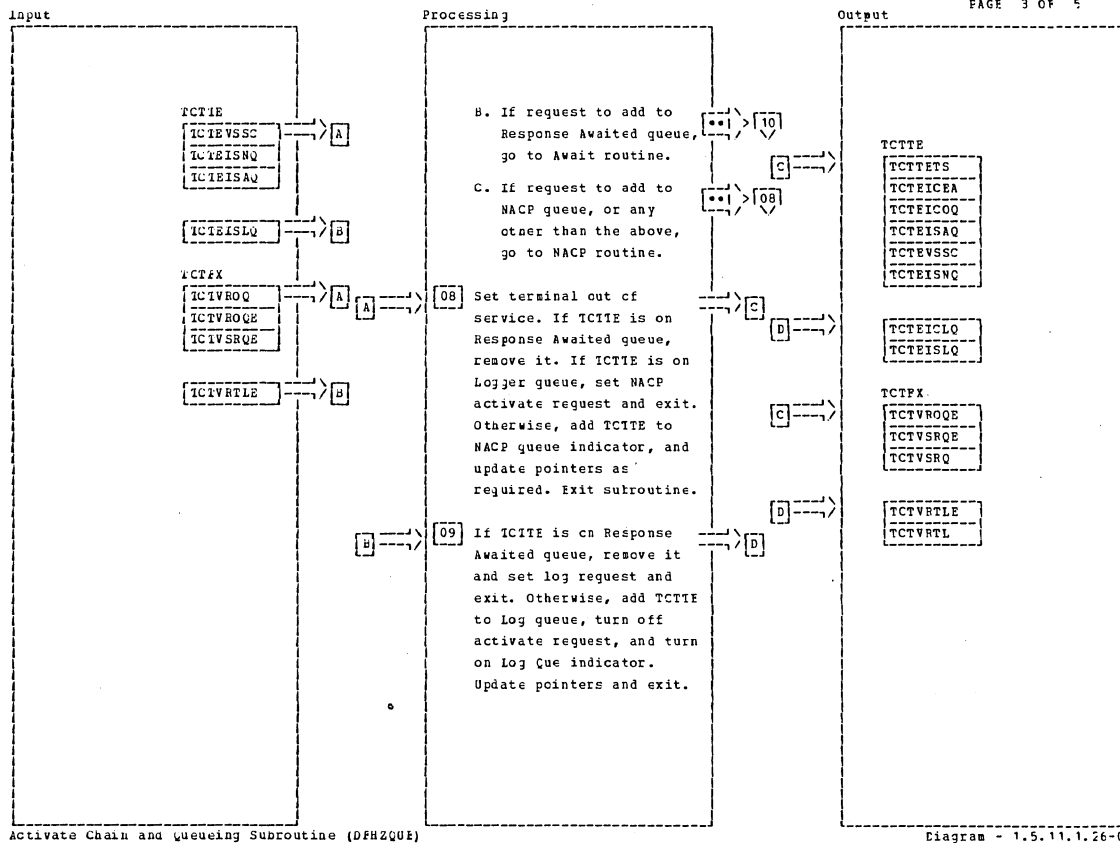 PAGE 3 OF 5
Input
Processing
Output
TCTTE
TCTEVSSC
A
TCTEISNQ
TCTEISAQ
TCTEISLQ
B
TCTFX
TCTVROQ
A
TCTVROQE
TCTVSRQE
TCTVRTLE
B
B. If request to add to
Response Awaited queue,
go to Await routine.
•• > 10
C. If request to add to
NACP queue, or any
other than the above,
go to NACP routine.
•• > 08
A
08 Set terminal out of
service. If TCTTE is on
Response Awaited queue,
remove it. If TCTTE is on
Logger queue, set NACP
activate request and exit.
Otherwise, add TCTTE to
NACP queue indicator, and
update pointers as
required. Exit subroutine.
C
B
09 If TCTTE is on Response
Awaited queue, remove it
and set log request and
exit. Otherwise, add TCTTE
to Log queue, turn off
activate request, and turn
on Log Que indicator.
Update pointers and exit.
D
C
TCTTE
TCTTETS
TCTEICEA
TCTEICOQ
TCTEISAQ
TCTEVSSC
TCTEISNQ
D
TCTEICLQ
TCTEISLQ
C
TCTFX
TCTVROQE
TCTVSRQE
TCTVSRQ
D
TCTVRTLE
TCTVRTL
Activate Chain and Queueing Subroutine (DFHZQUE)
Diagram - 1.5.11.1.26-0